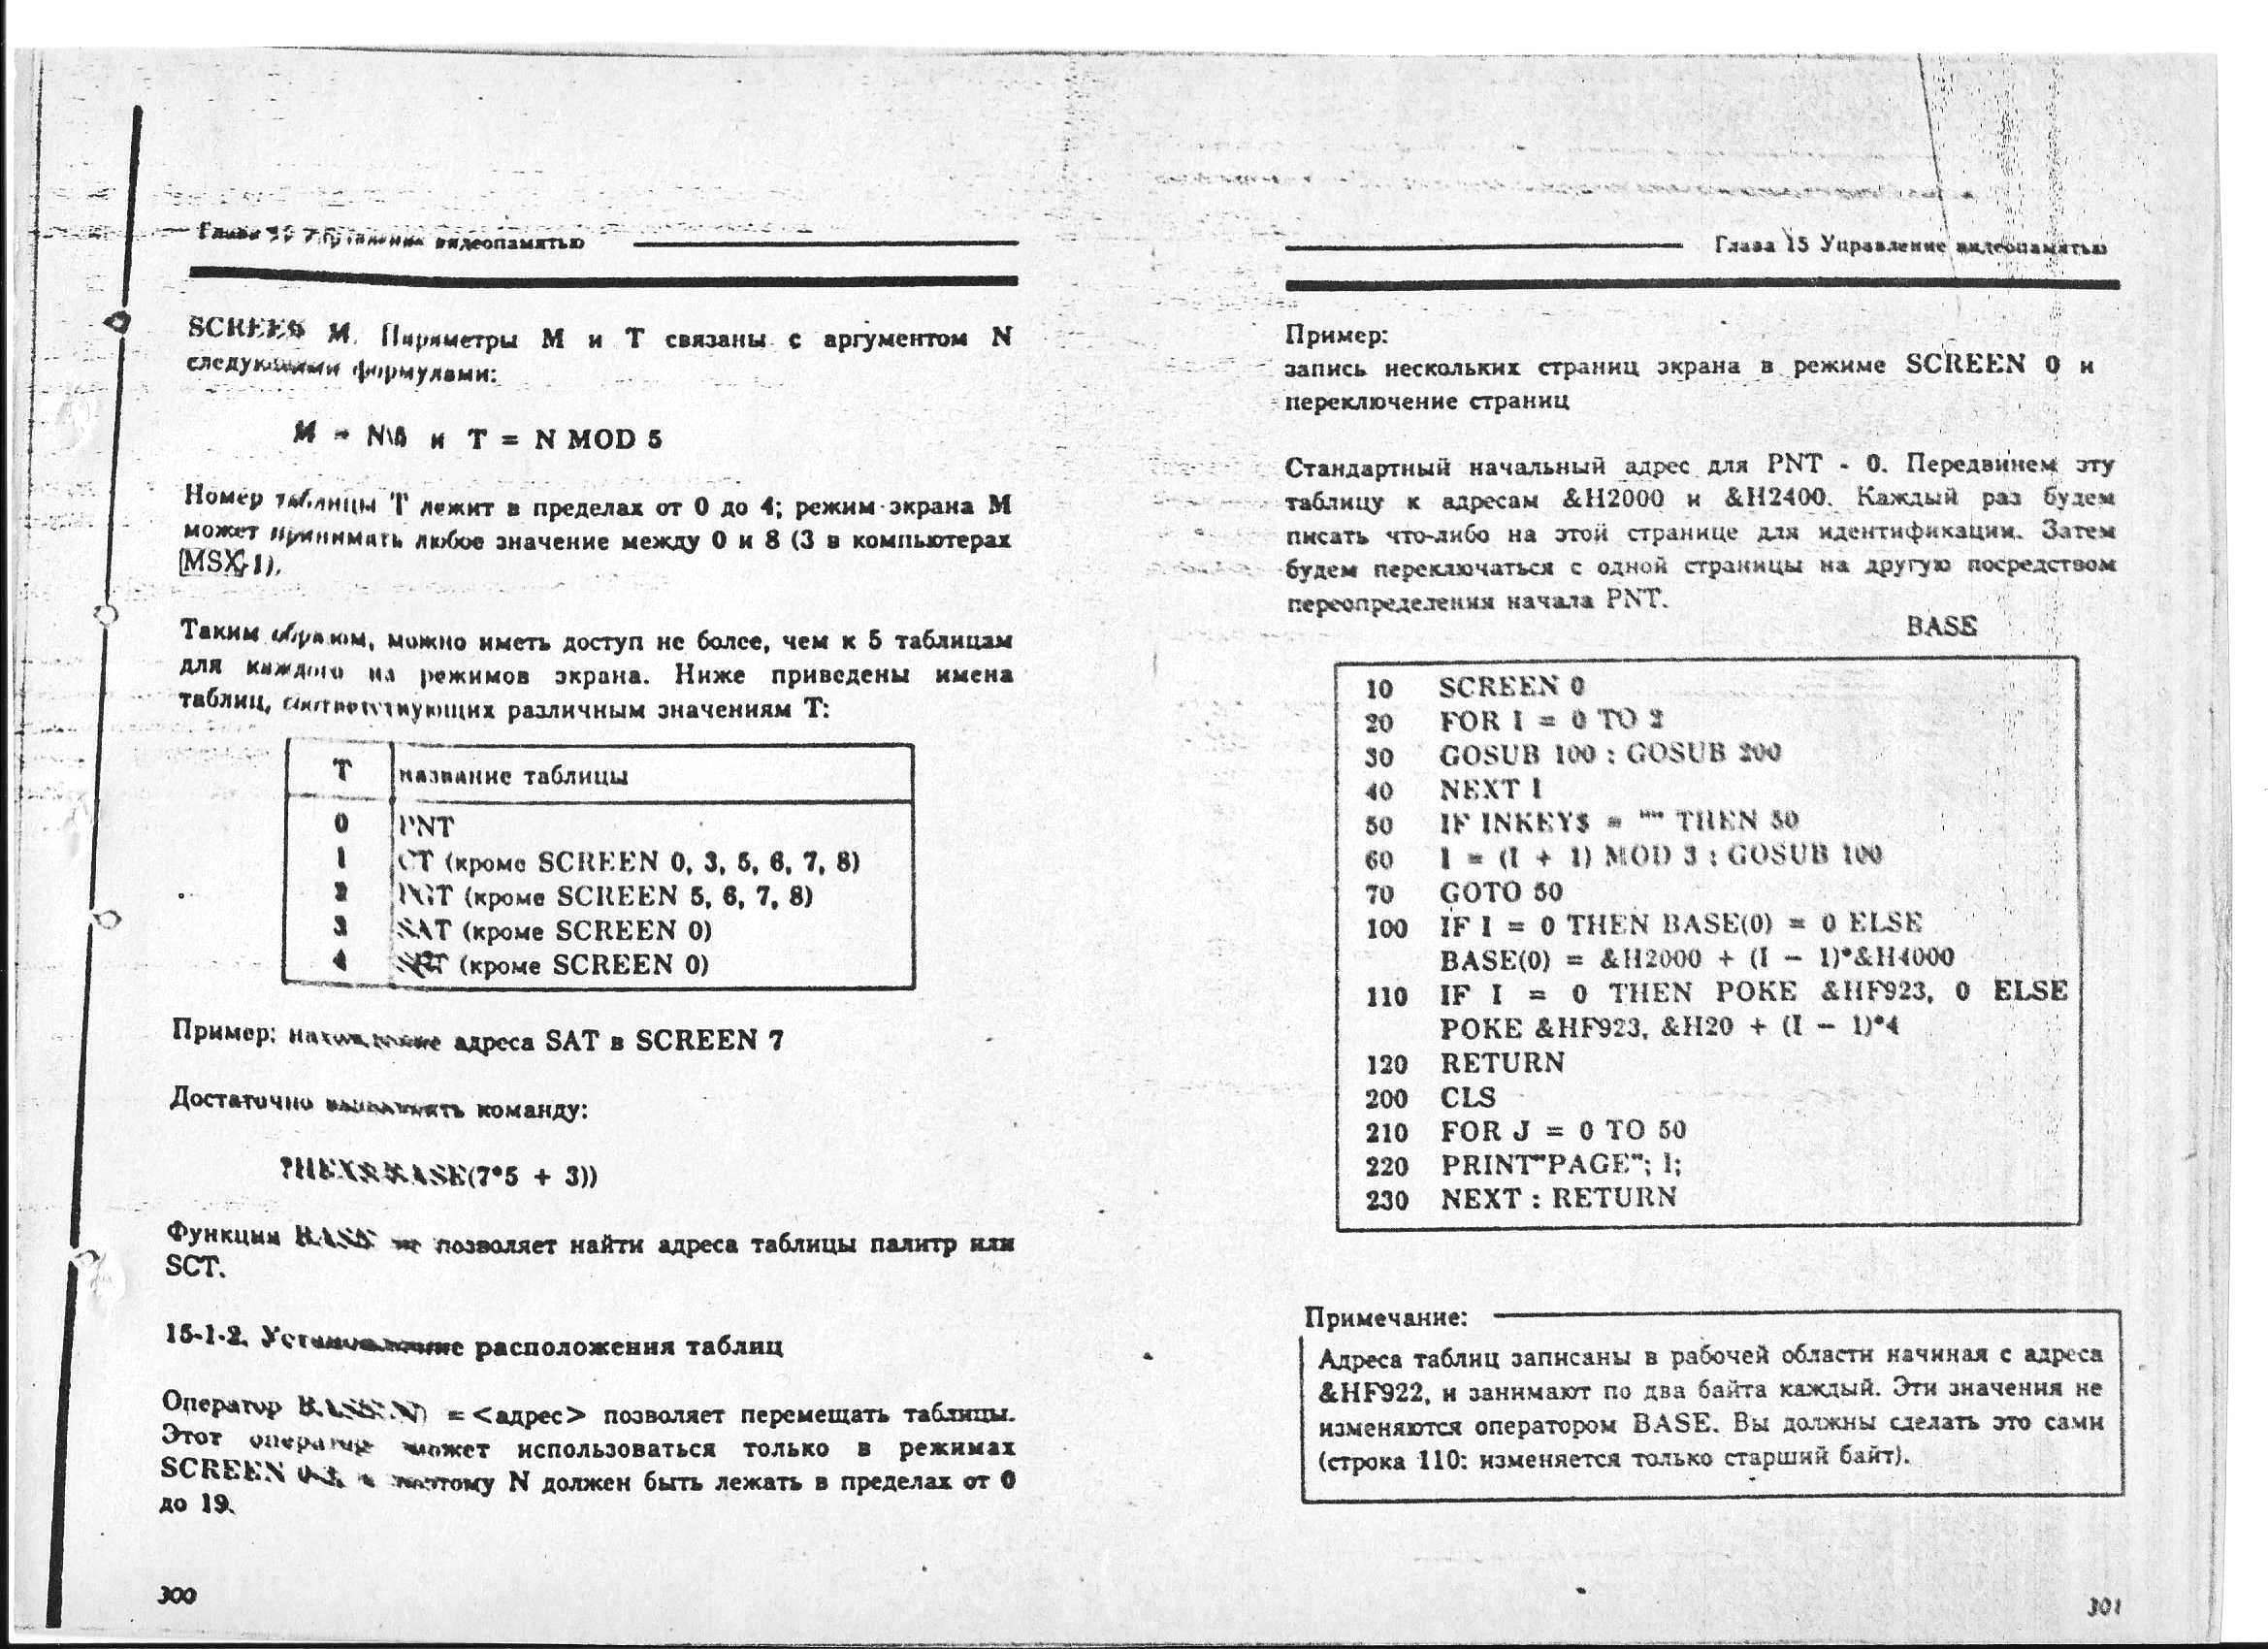 Глава 15 Управление видеопамятью
SCREEN M. Параметры M и T связаны с аргументом N
следующими формулами:
M = N\5 и T = N MOD 5
Номер таблицы T лежит в пределах от 0 до 4; режим экрана M
может принимать любое значение между 0 и 8 (3 в компьютерах
MSX-1).
Таким образом, можно иметь доступ не более, чем к 5 таблицам
для каждого из режимов экрана. Ниже приведены имена
таблиц, соответствующих различным значениям T:
T название таблицы
0 PNT
1 CT (кроме SCREEN 0, 3, 5, 6, 7, 8)
2 PGT (кроме SCREEN 5, 6, 7, 8)
3 SAT (кроме SCREEN 0)
4 (кроме SCREEN 0)
Пример: нахождение адреса SAT в SCREEN 7
Достаточно выполнить команду:
?HEX$(BASE(7*5 + 3))
Функция BASE не позволяет найти адреса таблицы палитр или
SCT.
15-1-2. Установление расположения таблиц
Оператор BASE(N) = <адрес> позволяет перемещать таблицы.
Этот оператор может использоваться только в режимах
SCREEN 0-3, и поэтому N должен быть лежать в пределах от 0
до 19.
300
Глава 15 Управление видеопамятью
Пример:
запись нескольких страниц экрана в режиме SCREEN 0 и
переключение страниц
Стандартный начальный адрес для PNT - 0. Передвинем эту
таблицу к адресам &H2000 и &H2400. Каждый раз будем
писать что-либо на этой странице для идентификации. Затем
будем переключаться с одной страницы на другую посредством
переопределения начала PNT.
BASE
10 SCREEN 0
20 FOR I = 0 TO 2
30 GOSUB 100 : GOSUB 200
40 NEXT I
50 IF INKEY$ = "" THEN 50
60 I = (I + 1) MOD 3 : GOSUB 100
70 GOTO 50
100 IF I = 0 THEN BASE(0) = 0 ELSE
BASE(0) = &H2000 + (I - 1)*&H4000
110 IF I = 0 THEN POKE &HF923, 0 ELSE
POKE &HF923, &H20 + (I - 1)*4
120 RETURN
200 CLS
210 FOR J = 0 TO 50
220 PRINT"PAGE"; I;
230 NEXT : RETURN
Примечание:
Адреса таблиц записаны в рабочей области начиная с адреса
&HF922, и занимают по два байта каждый. Эти значения не
изменяются оператором BASE. Вы должны сделать это сами
(строка 110: изменяется только старший байт).
301